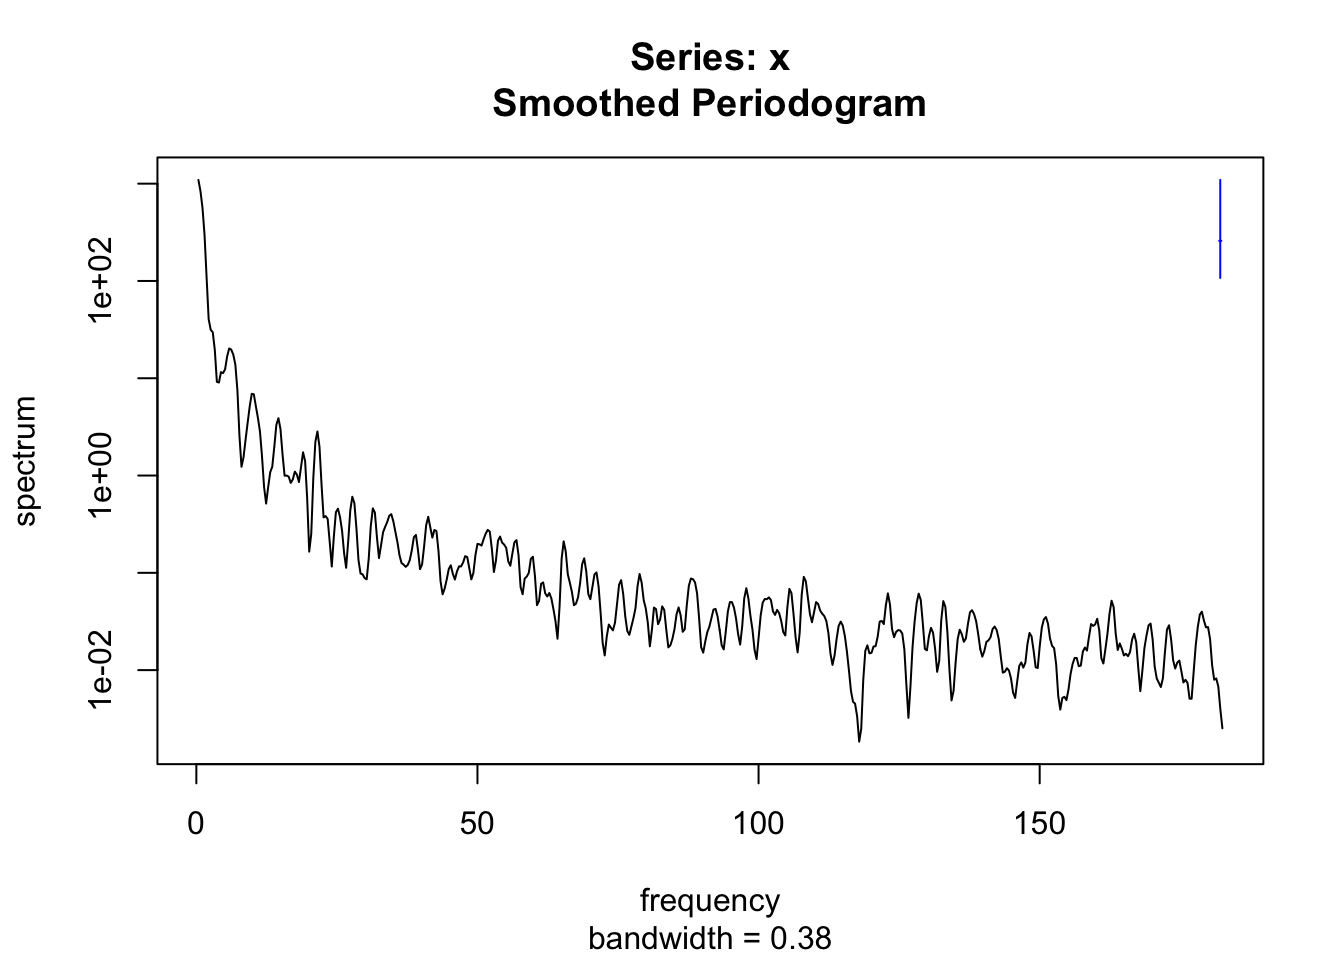 Series: x
Smoothed Periodogram
spectrum
1e+02
1e+00
1e-02
0 50 100 150
frequency
bandwidth = 0.38